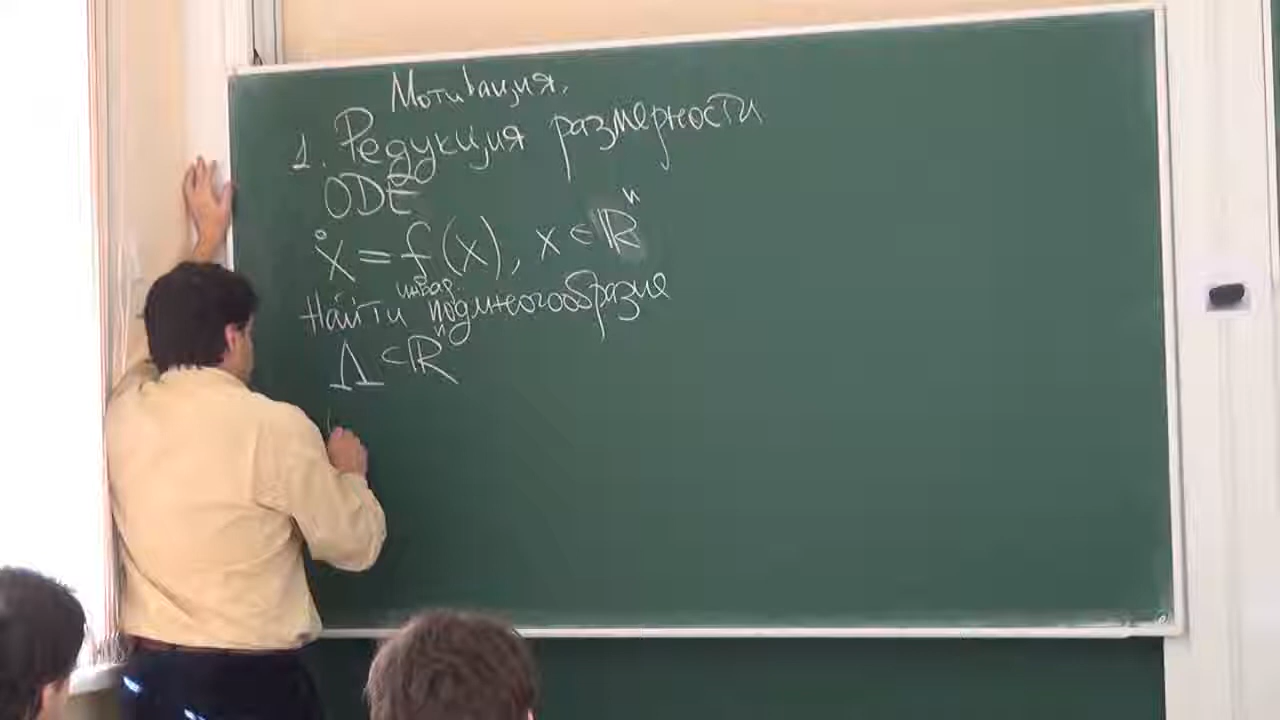 Мотивация.
1. Редукция размерности
ODE
ẋ = f(x), x ∈ ℝⁿ
Найти инвар. подмногообразие
Λ ⊂ ℝⁿ